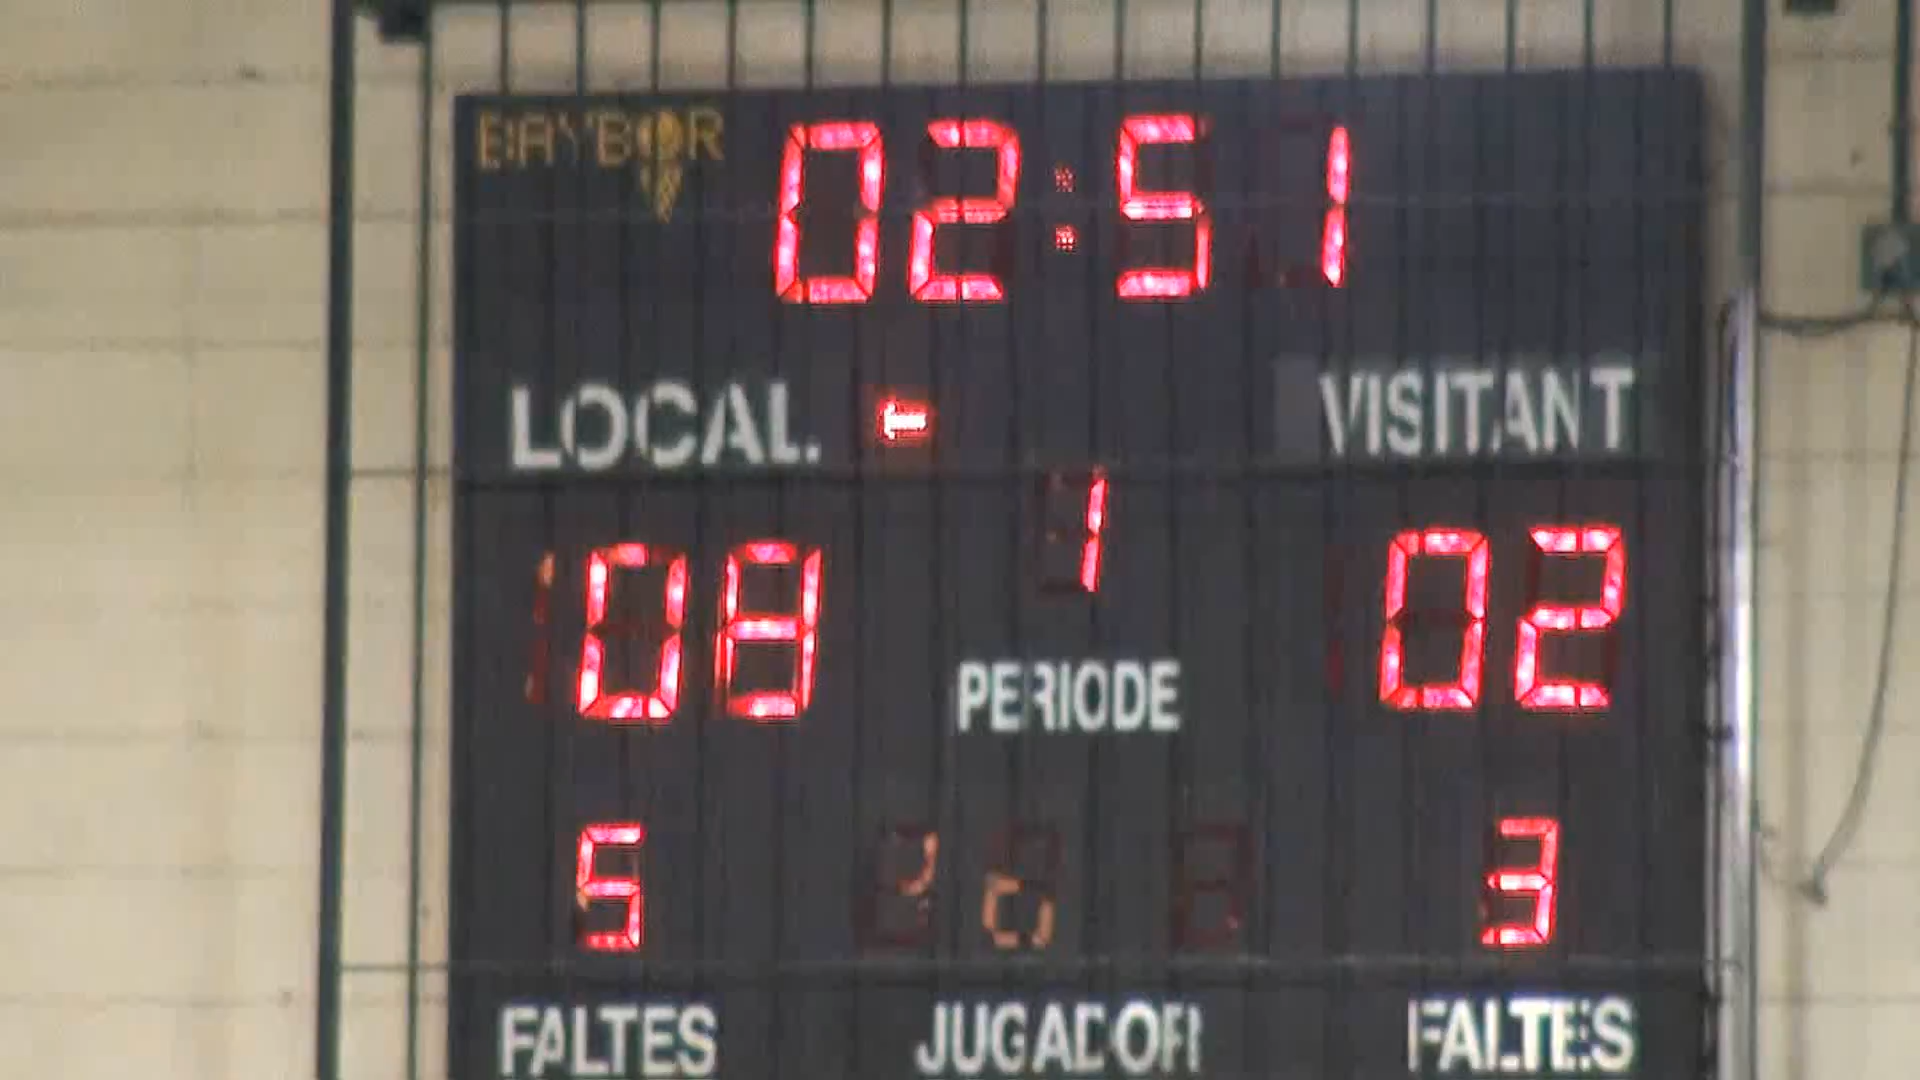 BAYBOR 02:51
LOCAL. VISITANT
1
08 02
PERIODE
5 3
FALTES JUGADOR FALTES